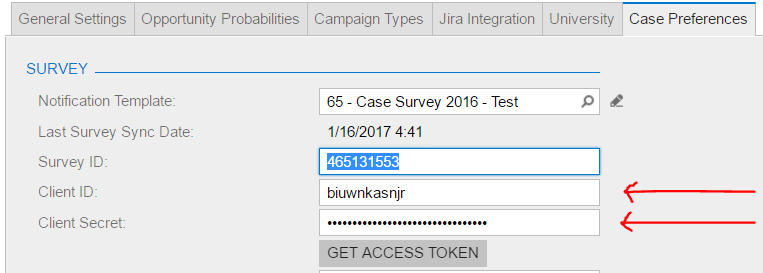 General Settings Opportunity Probabilities Campaign Types Jira Integration University Case Preferences
SURVEY
Notification Template: 65 - Case Survey 2016 - Test
Last Survey Sync Date: 1/16/2017 4:41
Survey ID: 465131553
Client ID: biuwnkasnjr
Client Secret: ••••••••••••••••••••••••••••••••
GET ACCESS TOKEN